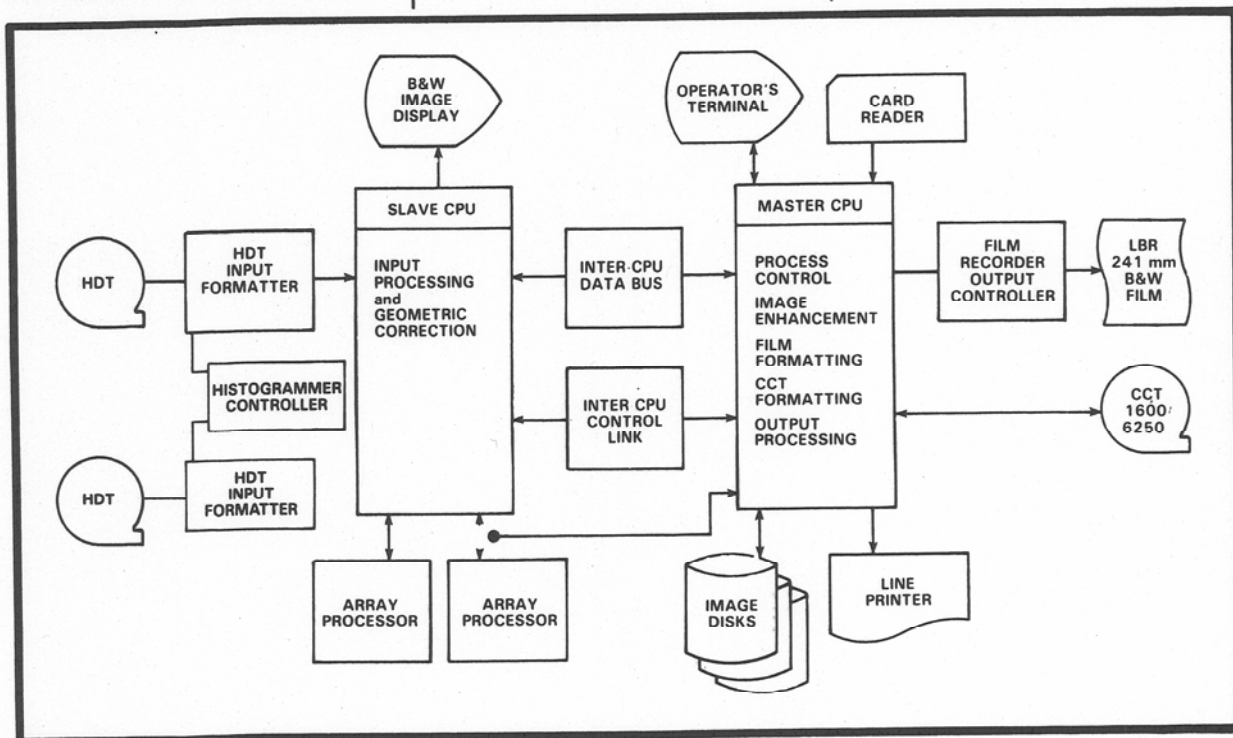 B&W
IMAGE
DISPLAY
OPERATOR'S
TERMINAL
CARD
READER
SLAVE CPU
INPUT
PROCESSING
and
GEOMETRIC
CORRECTION
MASTER CPU
PROCESS
CONTROL
IMAGE
ENHANCEMENT
FILM
FORMATTING
CCT
FORMATTING
OUTPUT
PROCESSING
HDT
HDT
INPUT
FORMATTER
HISTOGRAMMER
CONTROLLER
HDT
HDT
INPUT
FORMATTER
INTER-CPU
DATA BUS
INTER CPU
CONTROL
LINK
FILM
RECORDER
OUTPUT
CONTROLLER
LBR
241 mm
B&W
FILM
CCT
1600/
6250
ARRAY
PROCESSOR
ARRAY
PROCESSOR
IMAGE
DISKS
LINE
PRINTER